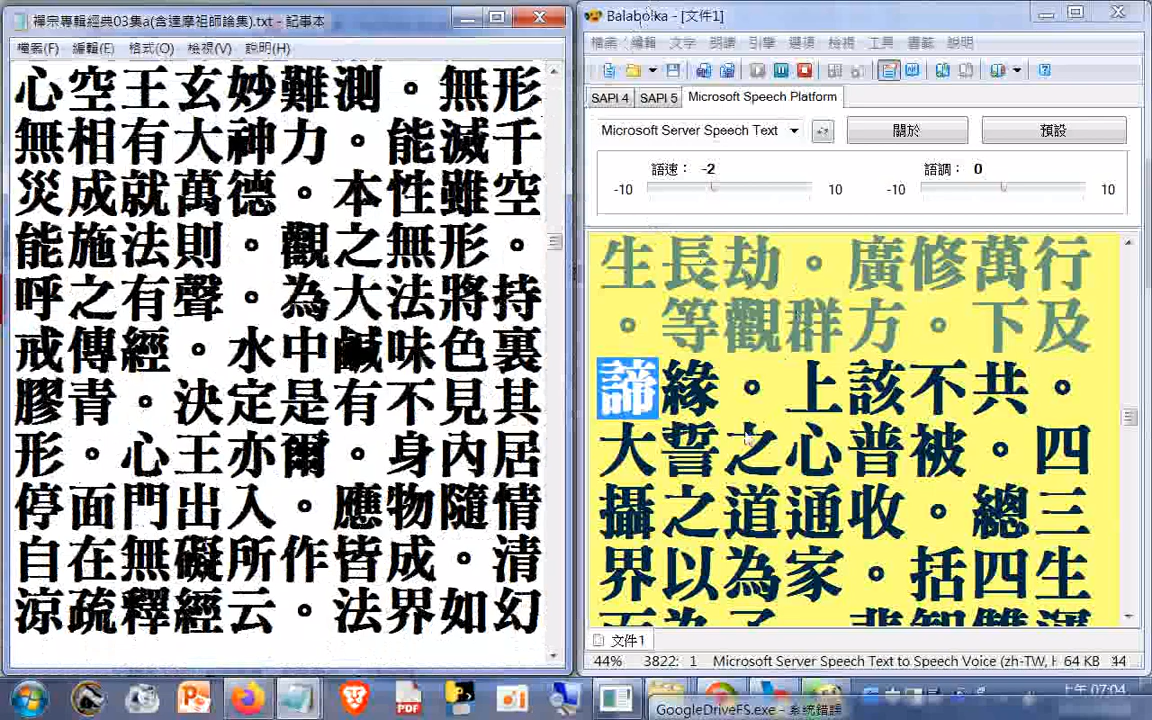 禪宗專輯經典03集a(含達摩祖師論集).txt - 記事本
檔案(F) 編輯(E) 格式(O) 檢視(V) 說明(H)
心空王玄妙難測。無形
無相有大神力。能滅千
災成就萬德。本性雖空
能施法則。觀之無形。
呼之有聲。為大法將持
戒傳經。水中鹹味色裏
膠青。決定是有不見其
形。心王亦爾。身內居
停面門出入。應物隨情
自在無礙所作皆成。清
涼疏釋經云。法界如幻
Balabolka - [文件1]
檔案 編輯 文字 朗讀 引擎 選項 檢視 工具 書籤 說明
SAPI 4 SAPI 5 Microsoft Speech Platform
Microsoft Server Speech Text 關於 預設
語速： -2 語調： 0
-10 10 -10 10
生長劫。廣修萬行
。等觀群方。下及
諦緣。上該不共。
大誓之心普被。四
攝之道通收。總三
界以為家。括四生
而為子。悲智雙運
文件1
44% 3822: 1 Microsoft Server Speech Text to Speech Voice (zh-TW, H 64 KB 44
上午 07:04
GoogleDriveFS.exe - 系統錯誤
PDF